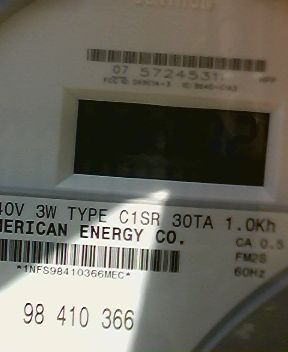 07 5724531
40V 3W TYPE C1SR 30TA 1.0Kh
MERICAN ENERGY CO.
CA 0.5
FM2S
60Hz
*1NFS98410366MEC*
98 410 366